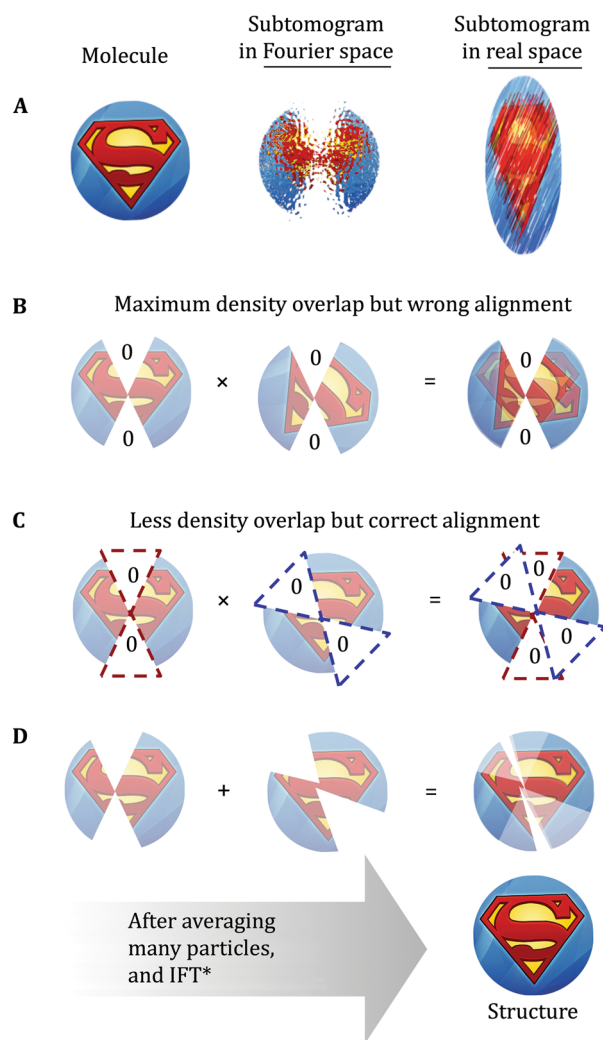 Molecule
Subtomogram
in Fourier space
Subtomogram
in real space
A
S
B
Maximum density overlap but wrong alignment
0
0
×
0
0
=
0
0
C
Less density overlap but correct alignment
0
0
×
0
0
=
0
0
0
0
D
+
=
After averaging
many particles,
and IFT*
S
Structure